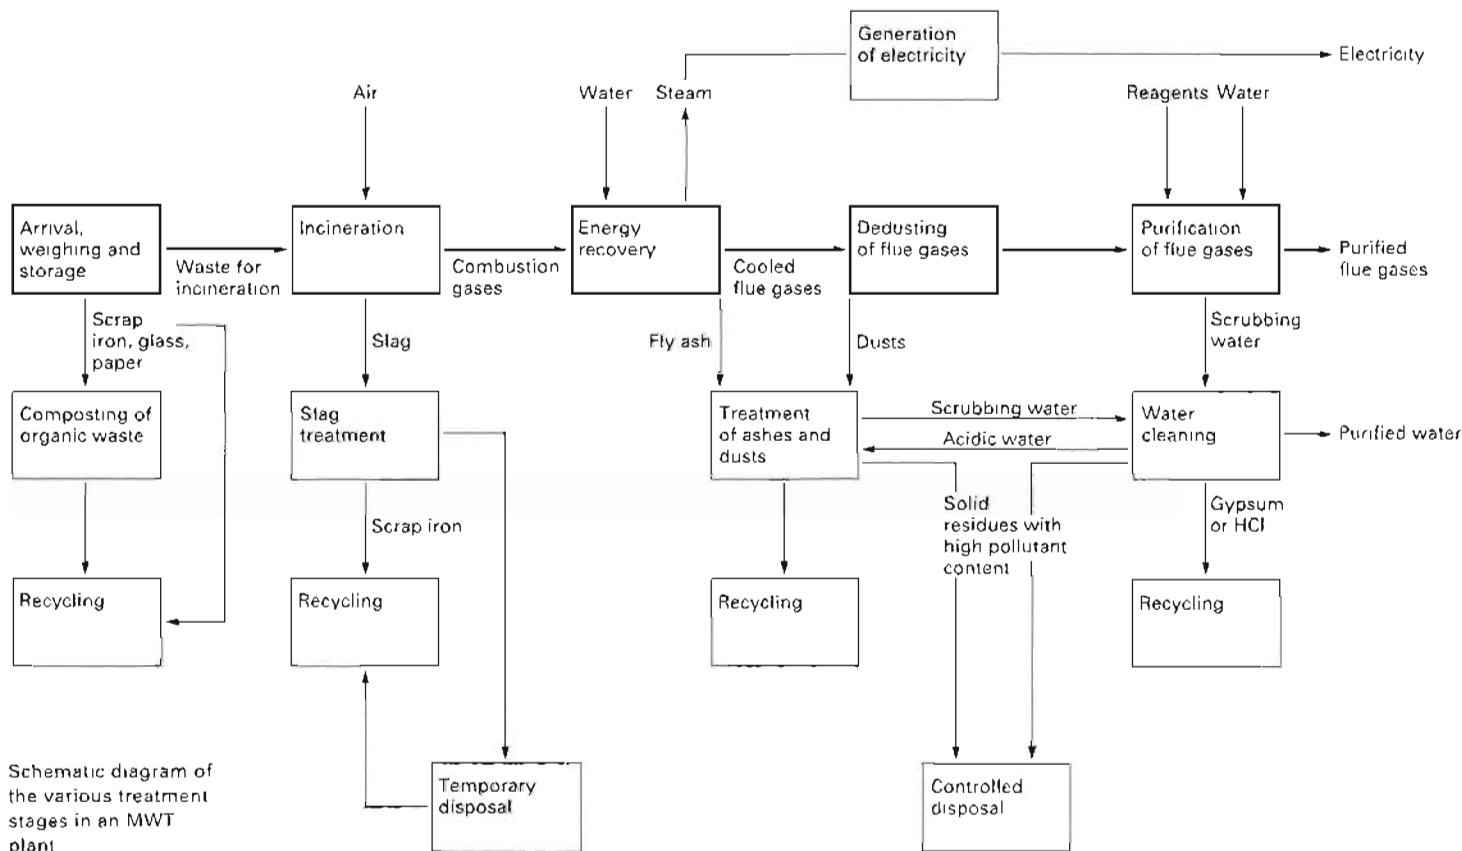 Generation
of electricity
Electricity
Air
Water
Steam
Reagents
Water
Arrival,
weighing and
storage
Waste for
incineration
Incineration
Combustion
gases
Energy
recovery
Cooled
flue gases
Dedusting
of flue gases
Purification
of flue gases
Purified
flue gases
Scrap
iron, glass,
paper
Slag
Fly ash
Dusts
Scrubbing
water
Composting of
organic waste
Slag
treatment
Treatment
of ashes and
dusts
Scrubbing water
Acidic water
Water
cleaning
Purified water
Scrap iron
Solid
residues with
high pollutant
content
Gypsum
or HCl
Recycling
Recycling
Recycling
Recycling
Temporary
disposal
Controlled
disposal
Schematic diagram of
the various treatment
stages in an MWT
plant